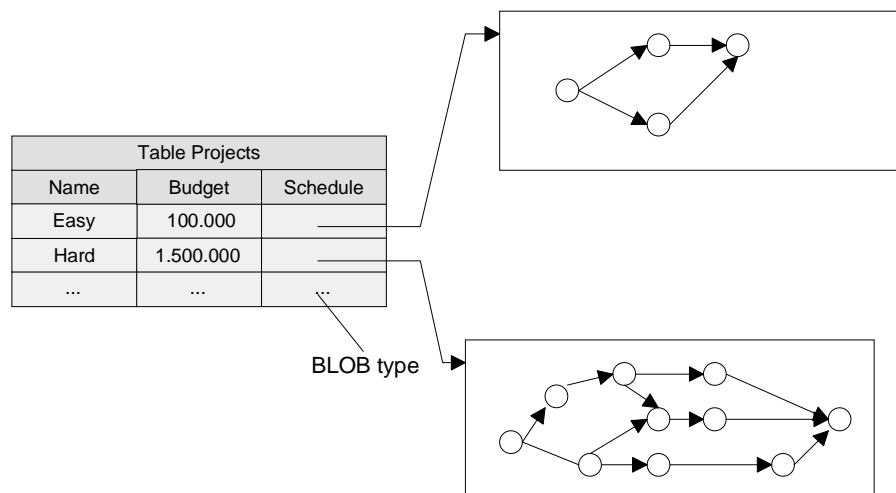 Table Projects
Name Budget Schedule
Easy 100.000
Hard 1.500.000
... ... ...
BLOB type